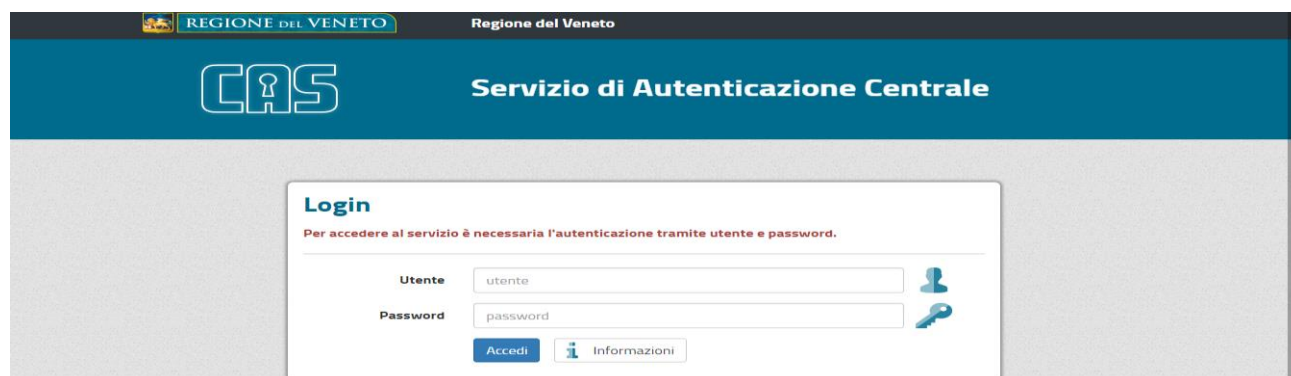 REGIONE DEL VENETO Regione del Veneto
CAS Servizio di Autenticazione Centrale
Login
Per accedere al servizio è necessaria l'autenticazione tramite utente e password.
Utente utente
Password password
Accedi i Informazioni